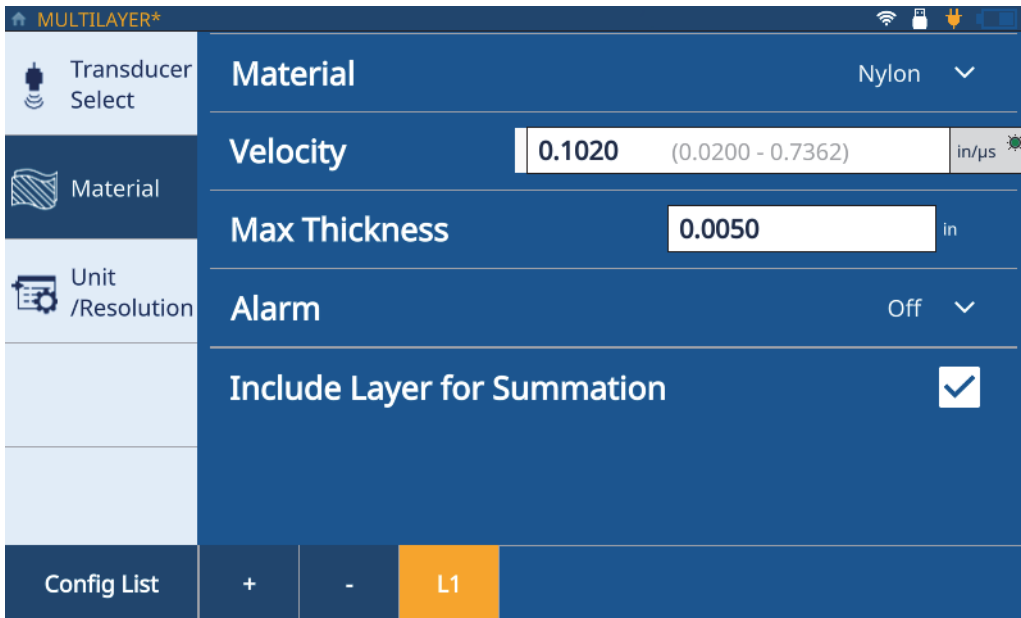 MULTILAYER*
Transducer
Select
Material
Unit
/Resolution
Material Nylon
Velocity 0.1020 (0.0200 - 0.7362) in/µs
Max Thickness 0.0050 in
Alarm Off
Include Layer for Summation
Config List + - L1